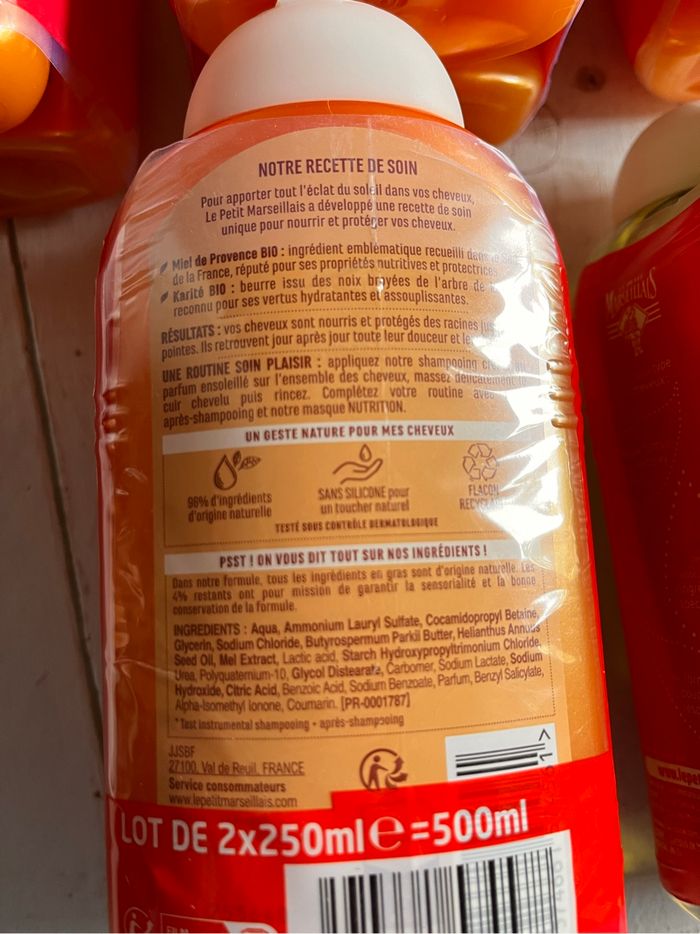 NOTRE RECETTE DE SOIN
Pour apporter tout l'éclat du soleil dans vos cheveux,
Le Petit Marseillais a développé une recette de soin
unique pour nourrir et protéger vos cheveux.
Miel de Provence BIO : ingrédient emblématique recueilli dans le
de la France, réputé pour ses propriétés nutritives et protectrices
Karité BIO : beurre issu des noix broyées de l'arbre de
reconnu pour ses vertus hydratantes et assouplissantes.
RÉSULTATS : vos cheveux sont nourris et protégés des racines
pointes. Ils retrouvent jour après jour toute leur douceur et
UNE ROUTINE SOIN PLAISIR : appliquez notre shampooing
parfum ensoleillé sur l'ensemble des cheveux, massez délicatement le
cuir chevelu puis rincez. Complétez votre routine avec
après-shampooing et notre masque NUTRITION.
UN GESTE NATURE POUR MES CHEVEUX
96% d'ingrédients
d'origine naturelle
SANS SILICONE pour
un toucher naturel
FLACON
TESTÉ SOUS CONTRÔLE DERMATOLOGIQUE
PSST ! ON VOUS DIT TOUT SUR NOS INGRÉDIENTS !
Dans notre formule, tous les ingrédients en gras sont d'origine naturelle. Les
4% restants ont pour mission de garantir la sensorialité et la bonne
conservation de la formule.
INGREDIENTS : Aqua, Ammonium Lauryl Sulfate, Cocamidopropyl Betaine,
Glycerin, Sodium Chloride, Butyrospermum Parkii Butter, Helianthus Annuus
Seed Oil, Mel Extract, Lactic acid, Starch Hydroxypropyltrimonium Chloride,
Urea, Polyquaternium-10, Glycol Distearate, Carbomer, Sodium Lactate, Sodium
Hydroxide, Citric Acid, Benzoic Acid, Sodium Benzoate, Parfum, Benzyl Salicylate,
Alpha-Isomethyl Ionone, Coumarin. [PR-0001787]
* Test instrumental shampooing + après-shampooing
JJSBF
27100, Val de Reuil, FRANCE
Service consommateurs
www.lepetitmarseillais.com
LOT DE 2x250ml e =500ml